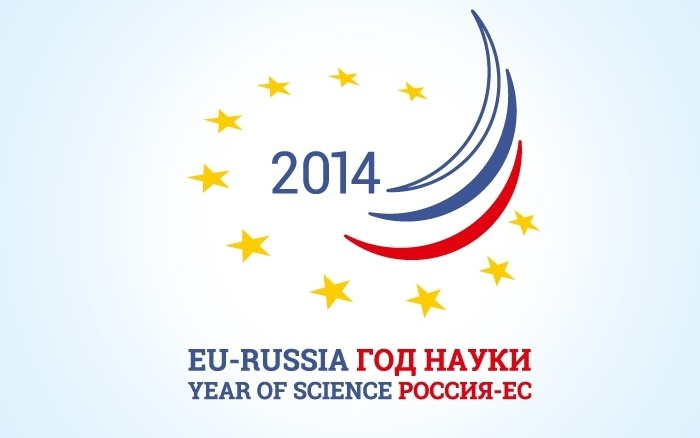 2014
EU-RUSSIA ГОД НАУКИ
YEAR OF SCIENCE РОССИЯ-ЕС